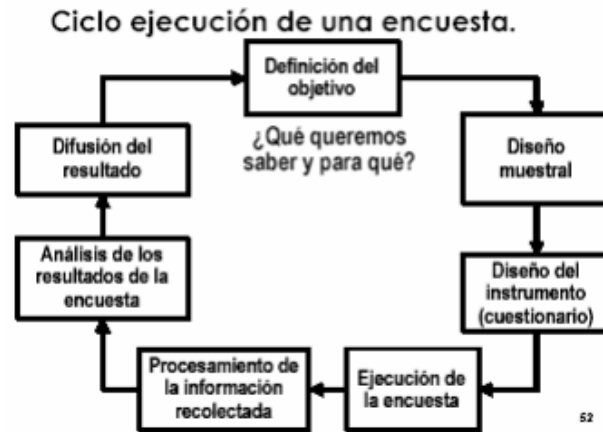 Ciclo ejecución de una encuesta.
Definición del
objetivo
¿Qué queremos
saber y para qué?
Diseño
muestral
Diseño del
instrumento
(cuestionario)
Ejecución de
la encuesta
Procesamiento de
la información
recolectada
Análisis de los
resultados de la
encuesta
Difusión del
resultado
52